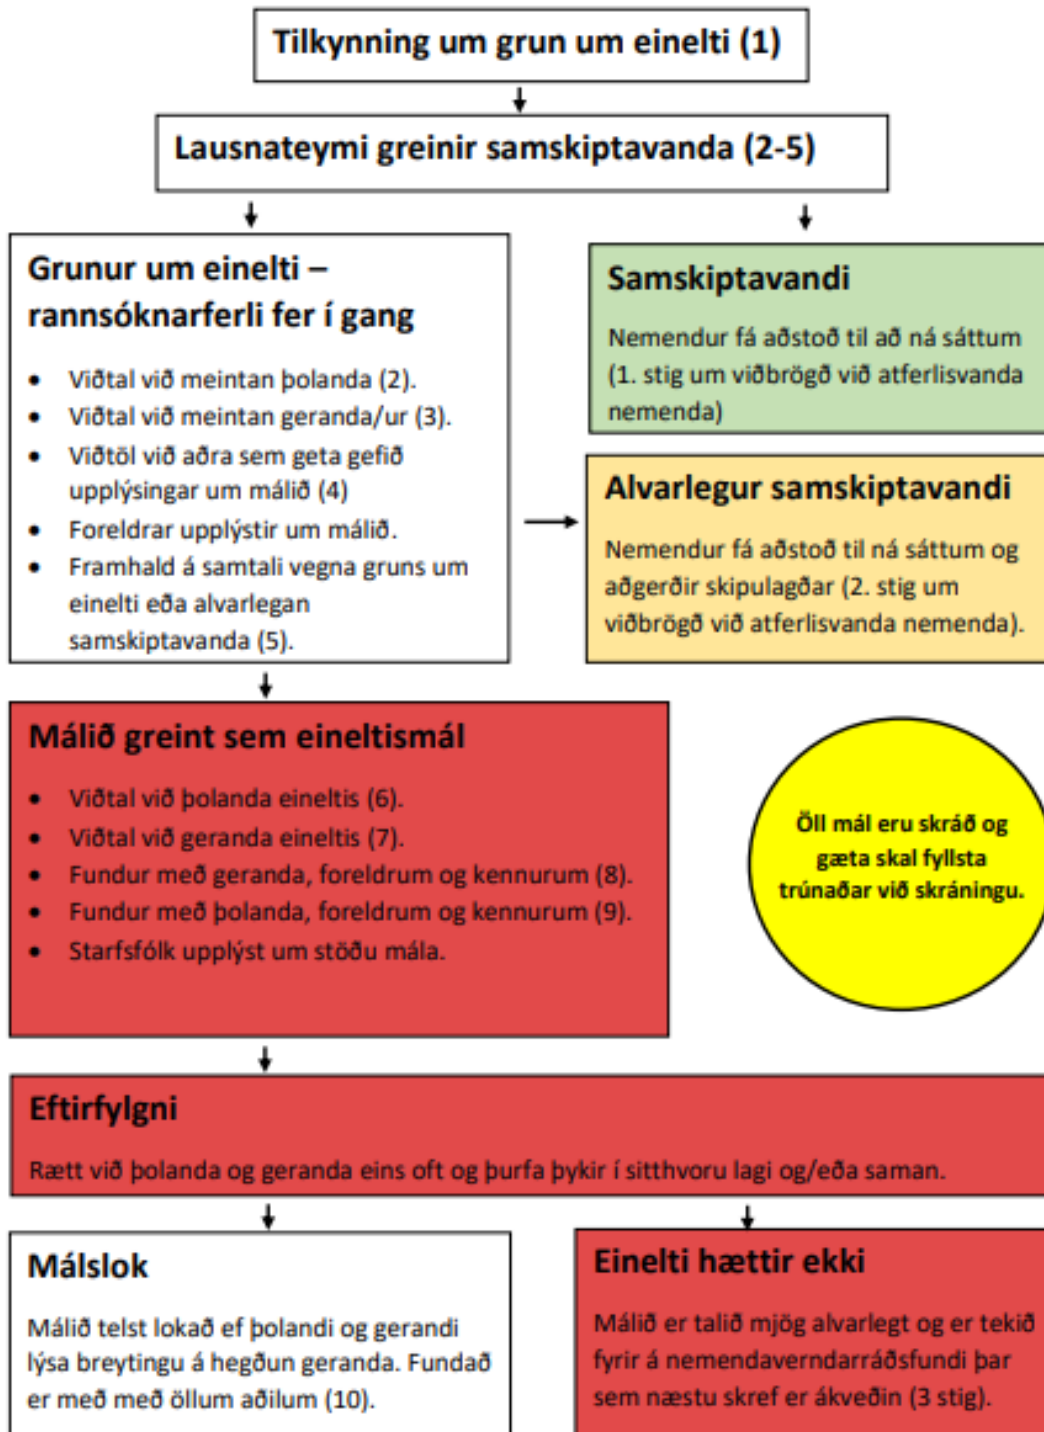 Tilkynning um grun um einelti (1)
Lausnateymi greinir samskiptavanda (2-5)
Grunur um einelti –
rannsóknarferli fer í gang
• Viðtal við meintan þolanda (2).
• Viðtal við meintan geranda/ur (3).
• Viðtöl við aðra sem geta gefið
upplýsingar um málið (4)
• Foreldrar upplýstir um málið.
• Framhald á samtali vegna gruns um
einelti eða alvarlegan
samskiptavanda (5).
Samskiptavandi
Nemendur fá aðstoð til að ná sáttum
(1. stig um viðbrögð við atferlisvanda
nemenda)
Alvarlegur samskiptavandi
Nemendur fá aðstoð til ná sáttum og
aðgerðir skipulagðar (2. stig um
viðbrögð við atferlisvanda nemenda).
Málið greint sem eineltismál
• Viðtal við þolanda eineltis (6).
• Viðtal við geranda eineltis (7).
• Fundur með geranda, foreldrum og kennurum (8).
• Fundur með þolanda, foreldrum og kennurum (9).
• Starfsfólk upplýst um stöðu mála.
Öll mál eru skráð og
gæta skal fyllsta
trúnaðar við skráningu.
Eftirfylgni
Rætt við þolanda og geranda eins oft og þurfa þykir í sitthvoru lagi og/eða saman.
Málslok
Málið telst lokað ef þolandi og gerandi
lýsa breytingu á hegðun geranda. Fundað
er með með öllum aðilum (10).
Einelti hættir ekki
Málið er talið mjög alvarlegt og er tekið
fyrir á nemendaverndarráðsfundi þar
sem næstu skref er ákveðin (3 stig).